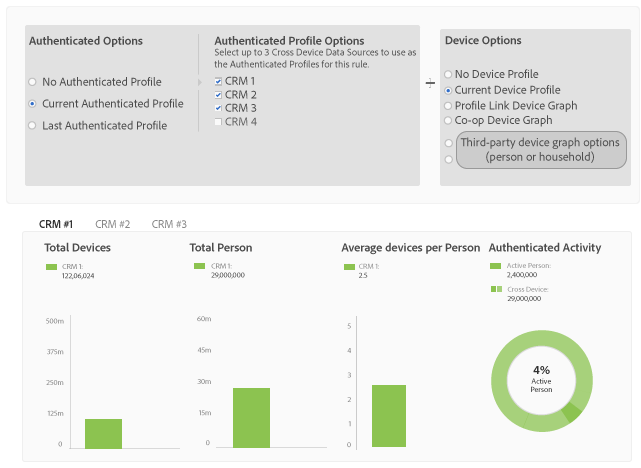 Authenticated Options
No Authenticated Profile
Current Authenticated Profile
Last Authenticated Profile
Authenticated Profile Options
Select up to 3 Cross Device Data Sources to use as
the Authenticated Profiles for this rule.
CRM 1
CRM 2
CRM 3
CRM 4
Device Options
No Device Profile
Current Device Profile
Profile Link Device Graph
Co-op Device Graph
Third-party device graph options
(person or household)
CRM #1
CRM #2
CRM #3
Total Devices
CRM 1:
122,06,024
500m
375m
250m
125m
0
Total Person
CRM 1:
29,000,000
60m
45m
30m
15m
0
Average devices per Person
CRM 1:
2.5
5
4
3
2
1
0
Authenticated Activity
Active Person:
2,400,000
Cross Device:
29,000,000
4%
Active
Person